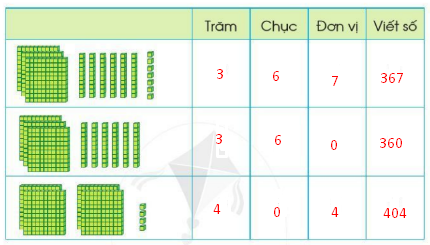 Trăm Chục Đơn vị Viết số
3 6 7 367
3 6 0 360
4 0 4 404